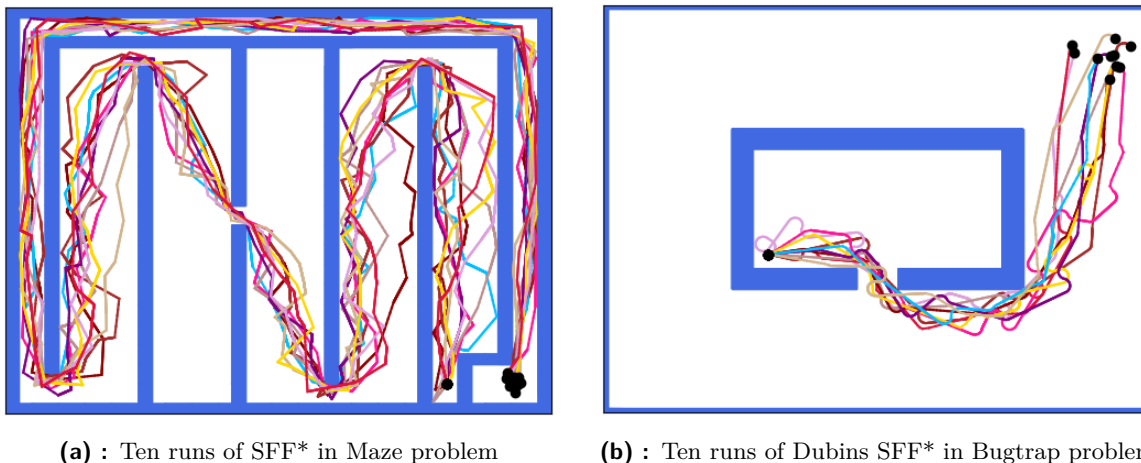 (a) : Ten runs of SFF* in Maze problem
(b) : Ten runs of Dubins SFF* in Bugtrap problem